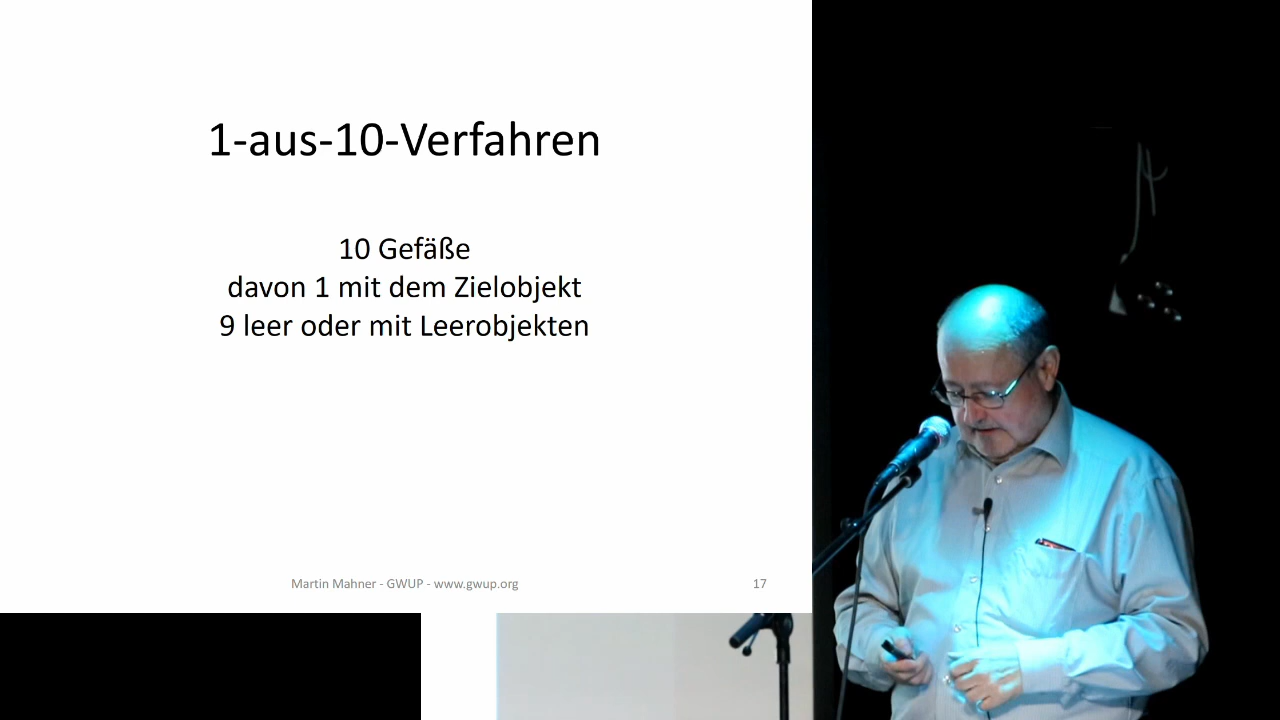 1-aus-10-Verfahren
10 Gefäße
davon 1 mit dem Zielobjekt
9 leer oder mit Leerobjekten
Martin Mahner - GWUP - www.gwup.org
17